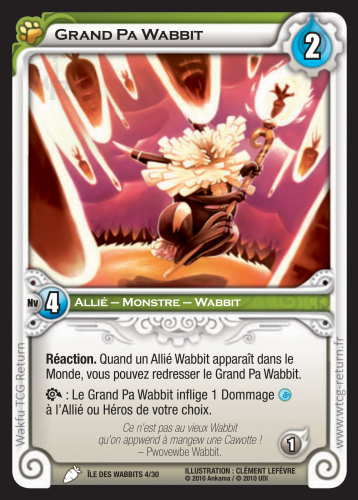 Grand Pa Wabbit
2
Nv 4
Allié – Monstre – Wabbit
Réaction. Quand un Allié Wabbit apparaît dans le
Monde, vous pouvez redresser le Grand Pa Wabbit.
: Le Grand Pa Wabbit inflige 1 Dommage
à l'Allié ou Héros de votre choix.
Ce n'est pas au vieux Wabbit
qu'on appwend à mangew une Cawotte !
– Pwovewbe Wabbit.
1
Wakfu TCG Return
www.wtcg-return.fr
Île des Wabbits 4/30
Illustration : Clément Lefèvre
© 2010 Ankama / © 2010 UDI